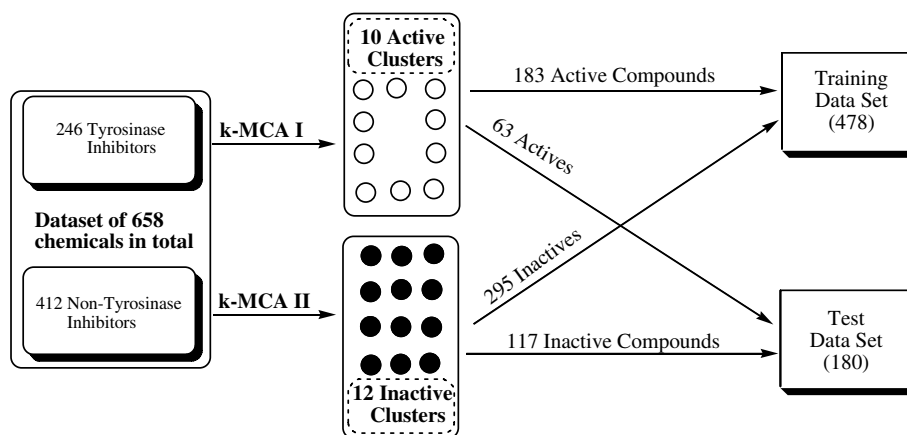 246 Tyrosinase
Inhibitors
Dataset of 658
chemicals in total
412 Non-Tyrosinase
Inhibitors
k-MCA I
k-MCA II
10 Active
Clusters
12 Inactive
Clusters
183 Active Compounds
63 Actives
295 Inactives
117 Inactive Compounds
Training
Data Set
(478)
Test
Data Set
(180)